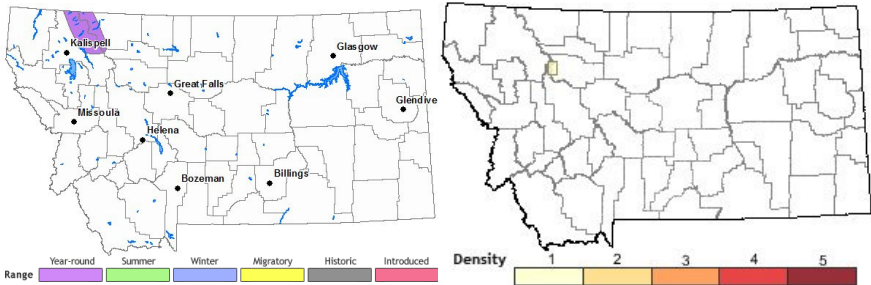 Kalispell
Glasgow
Great Falls
Glendive
Missoula
Helena
Bozeman
Billings
Range Year-round Summer Winter Migratory Historic Introduced
Density 1 2 3 4 5